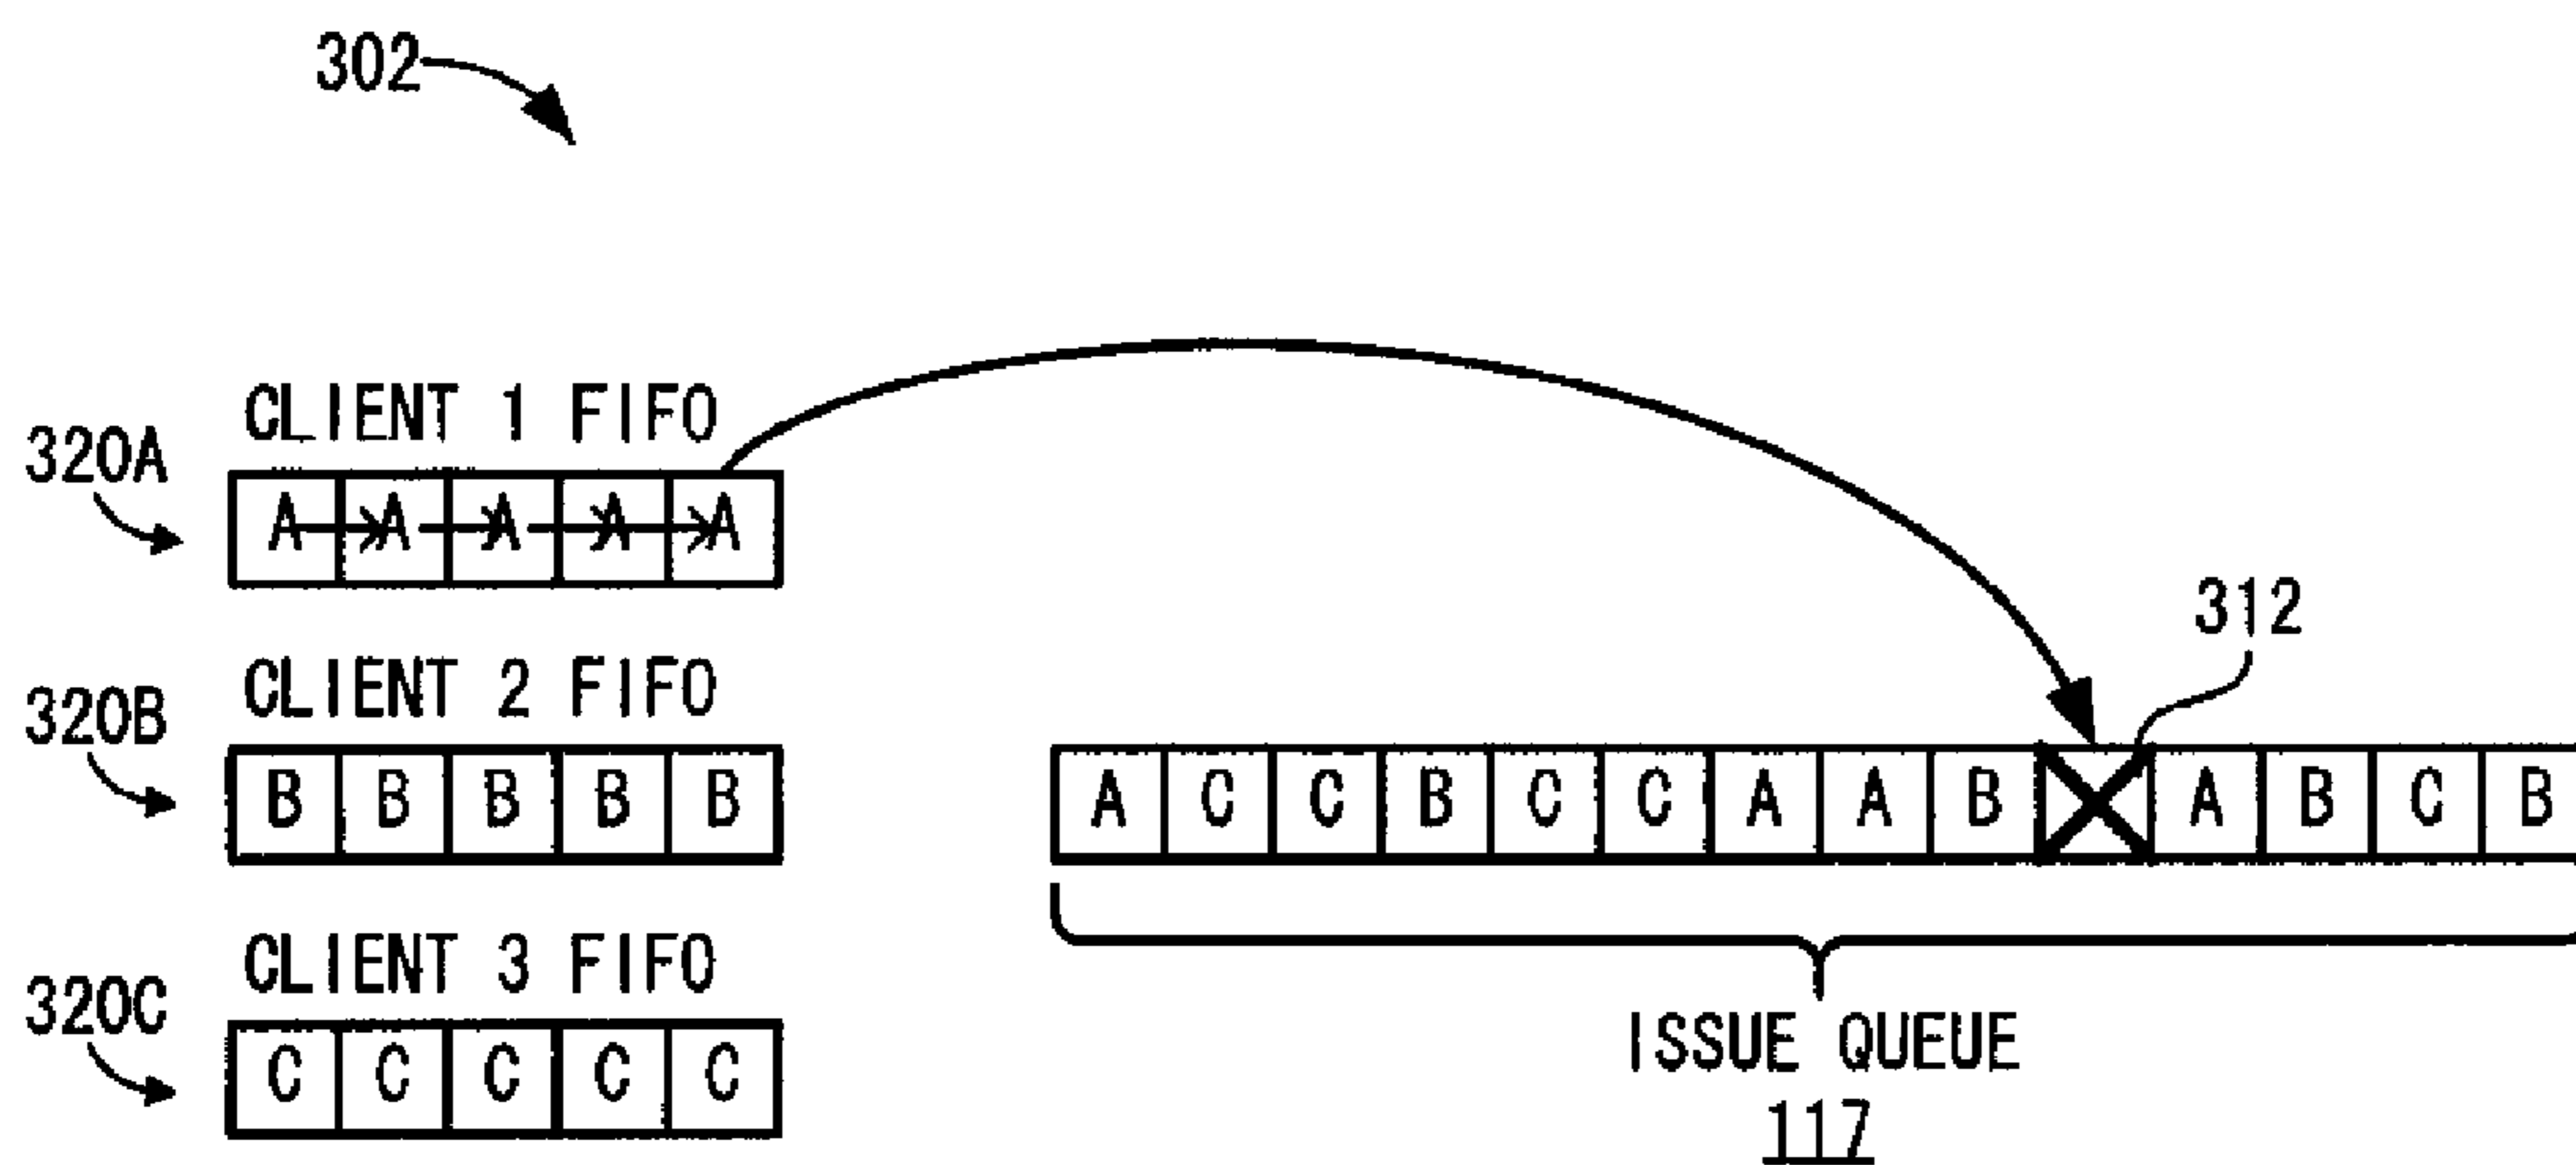 302
CLIENT 1 FIFO
320A
A A A A A
CLIENT 2 FIFO
320B
B B B B B
312
A C C B C C A A B A B C B
CLIENT 3 FIFO
320C
C C C C C
ISSUE QUEUE
117